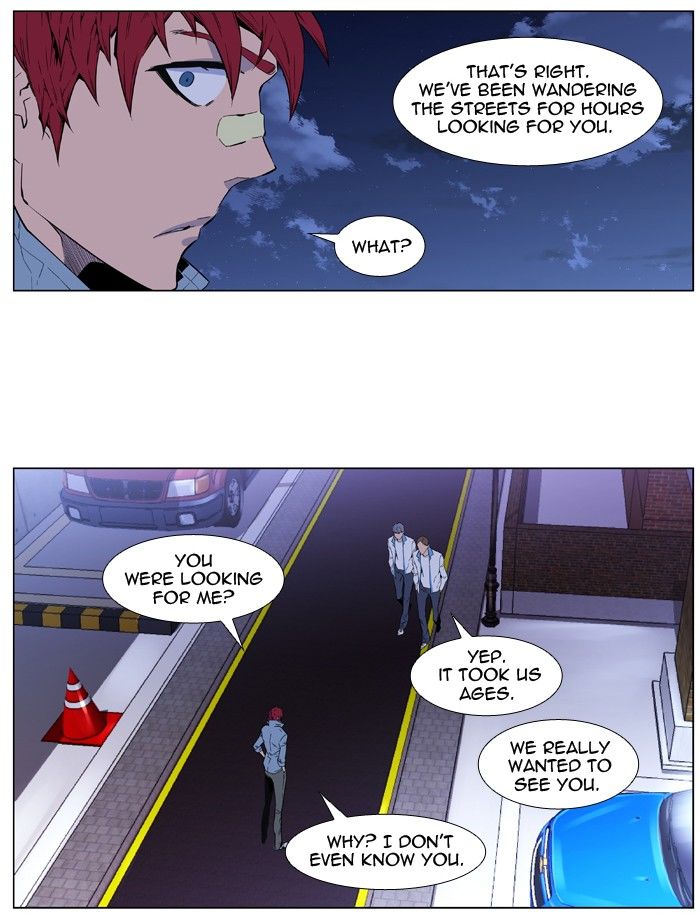 THAT'S RIGHT.
WE'VE BEEN WANDERING
THE STREETS FOR HOURS
LOOKING FOR YOU.
WHAT?
YOU
WERE LOOKING
FOR ME?
YEP.
IT TOOK US
AGES.
WE REALLY
WANTED TO
SEE YOU.
WHY? I DON'T
EVEN KNOW YOU.